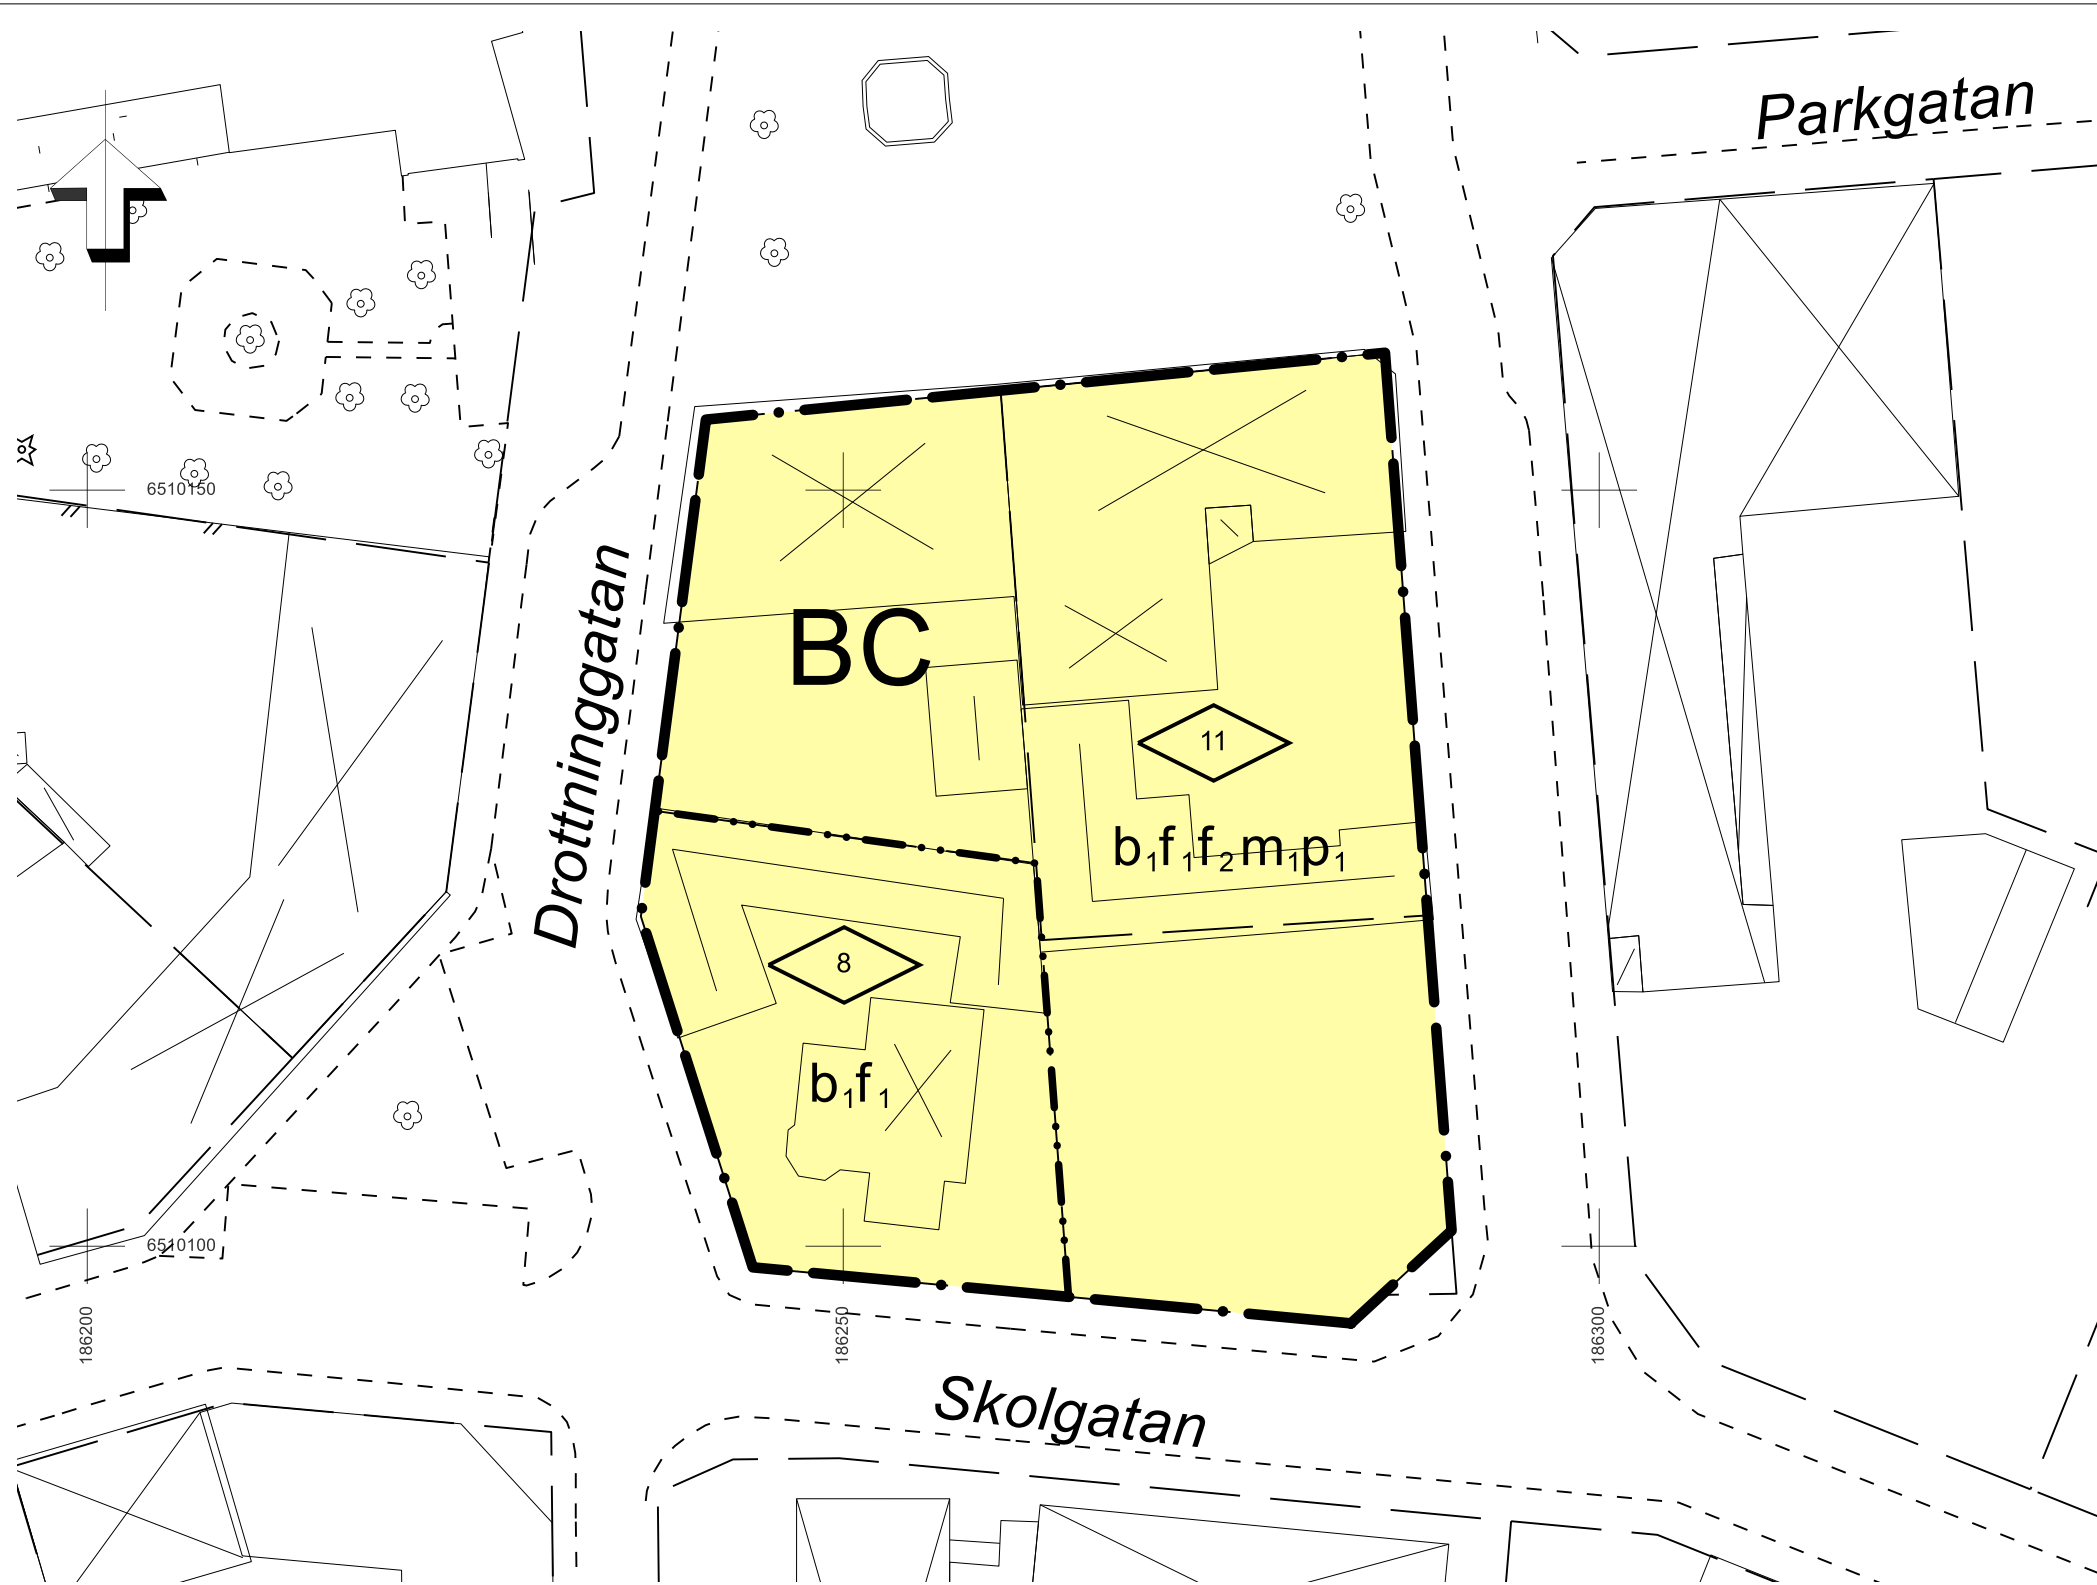 Parkgatan
6510150
Drottninggatan
BC
11
b₁f₁f₂m₁p₁
8
b₁f₁
6510100
186200
186250
186300
Skolgatan